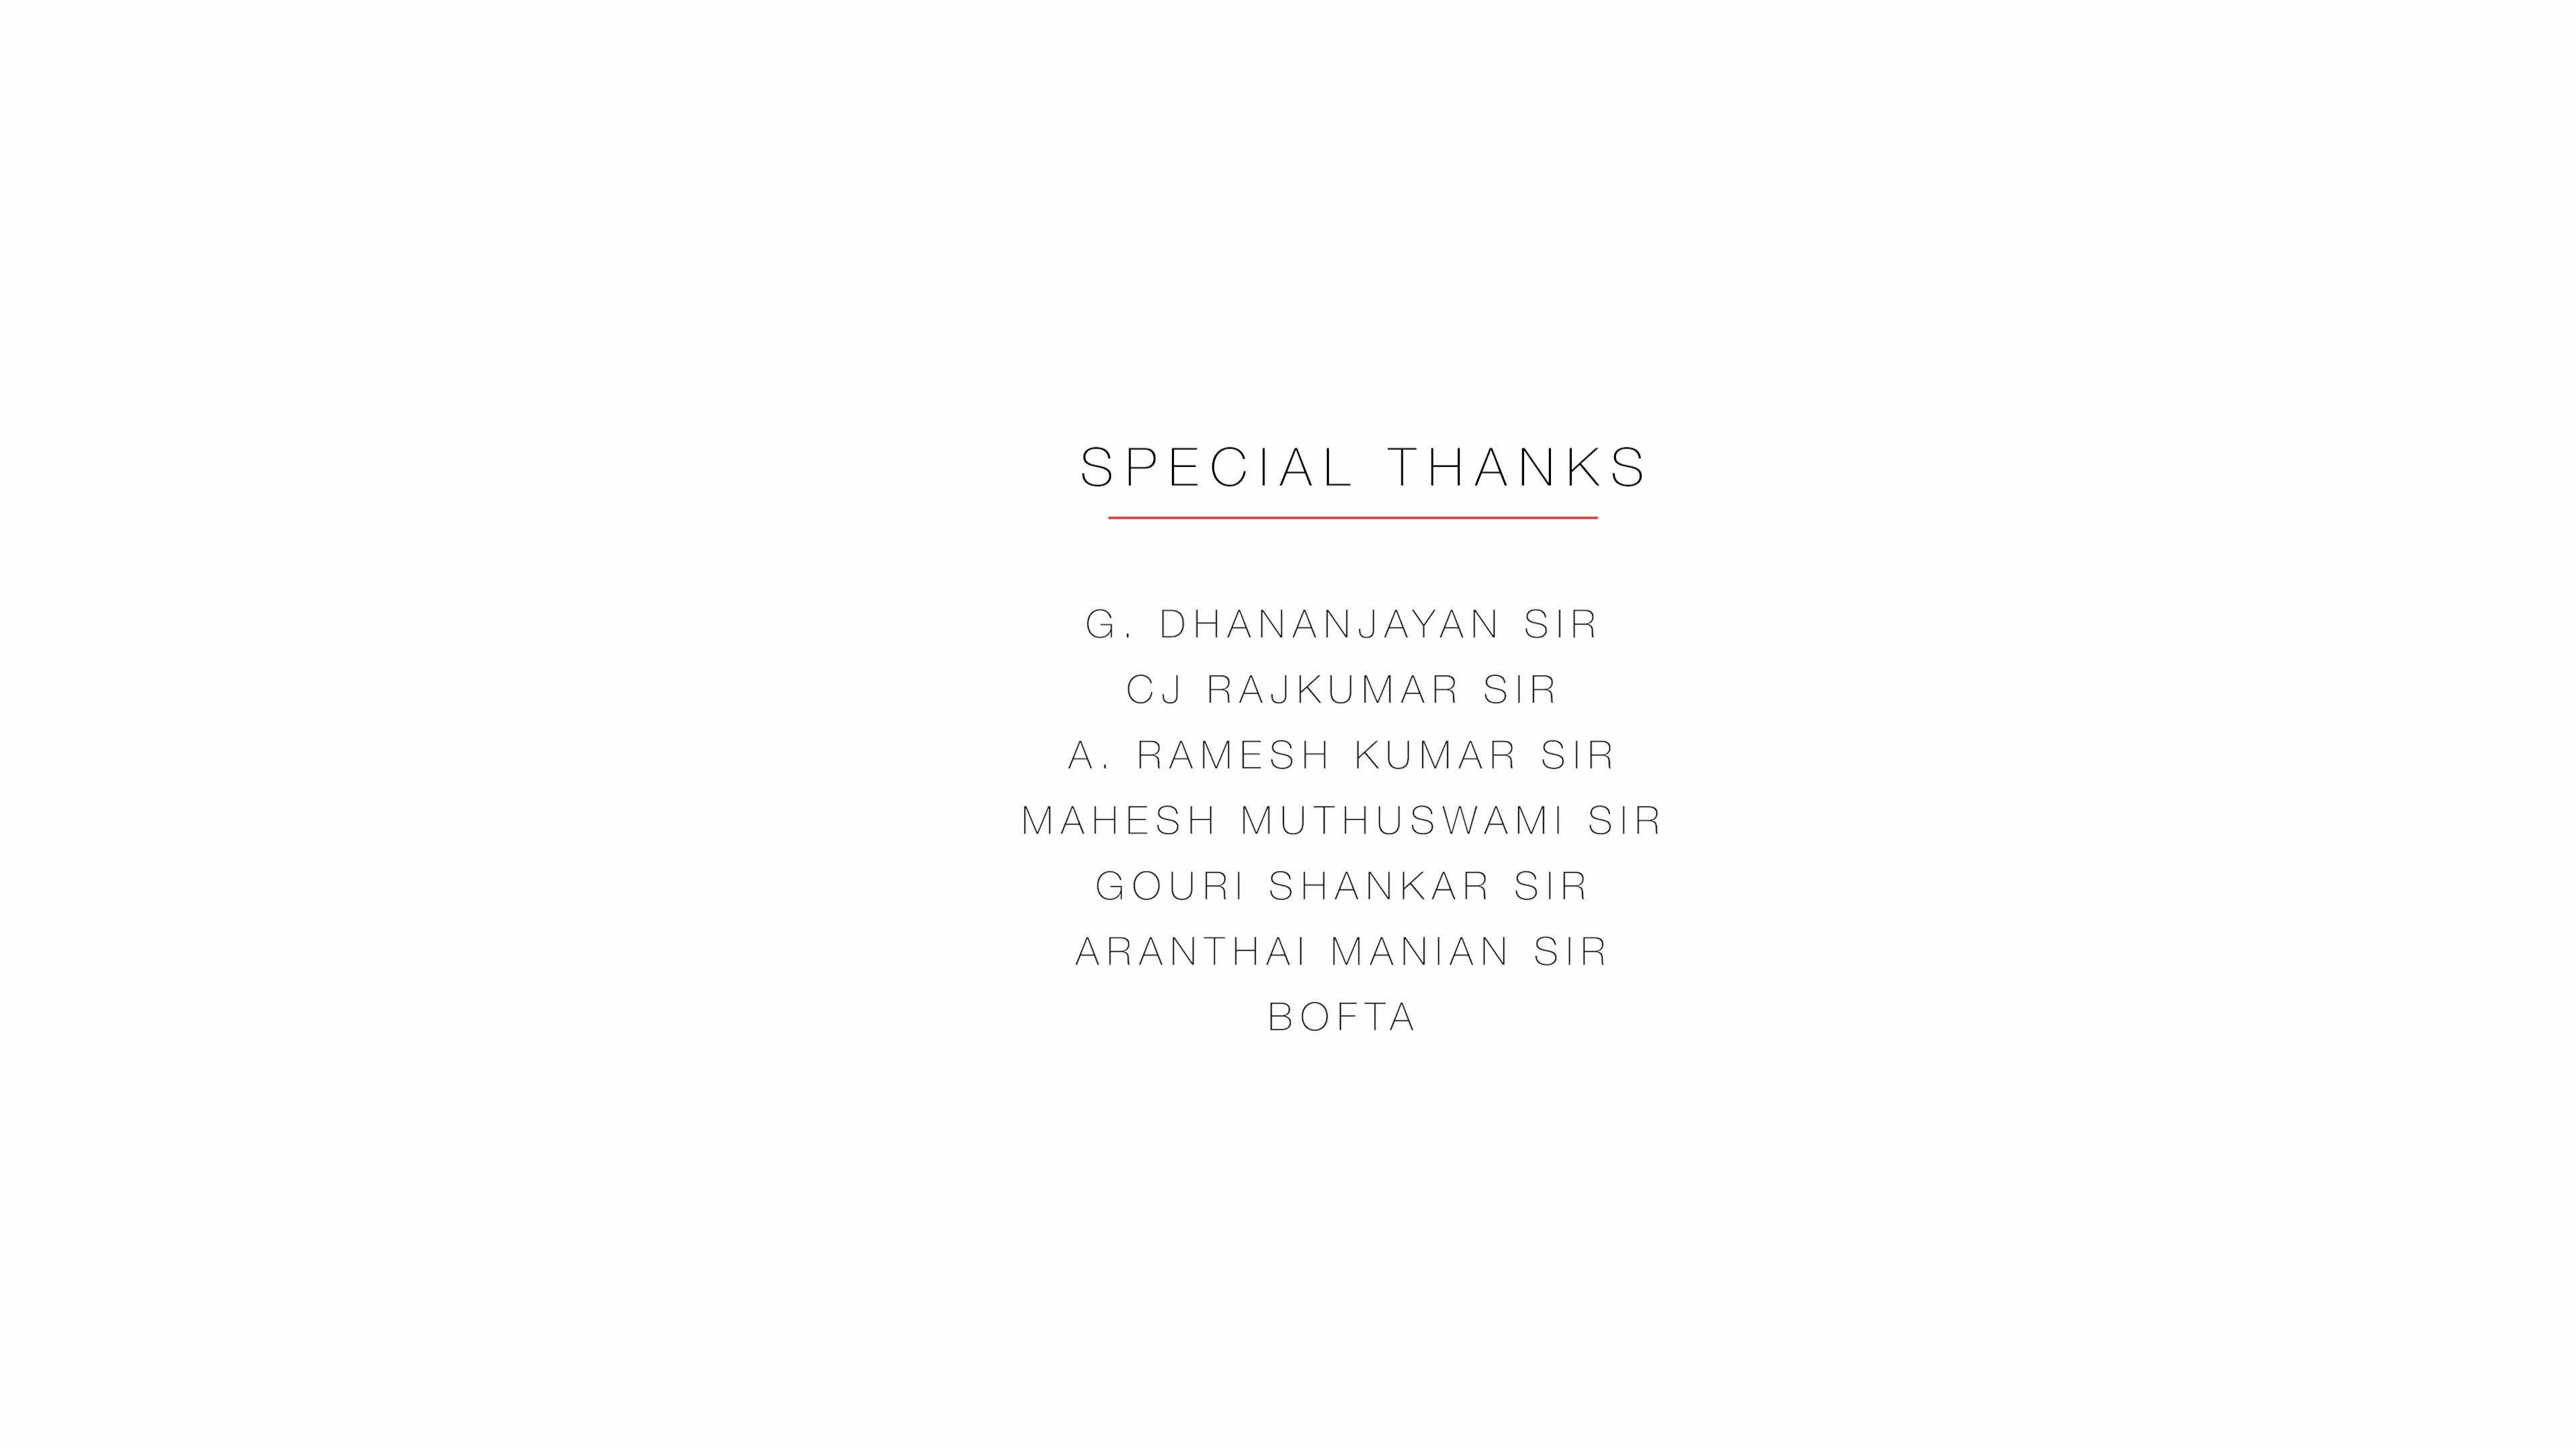 SPECIAL THANKS
G. DHANANJAYAN SIR
CJ RAJKUMAR SIR
A. RAMESH KUMAR SIR
MAHESH MUTHUSWAMI SIR
GOURI SHANKAR SIR
ARANTHAI MANIAN SIR
BOFTA